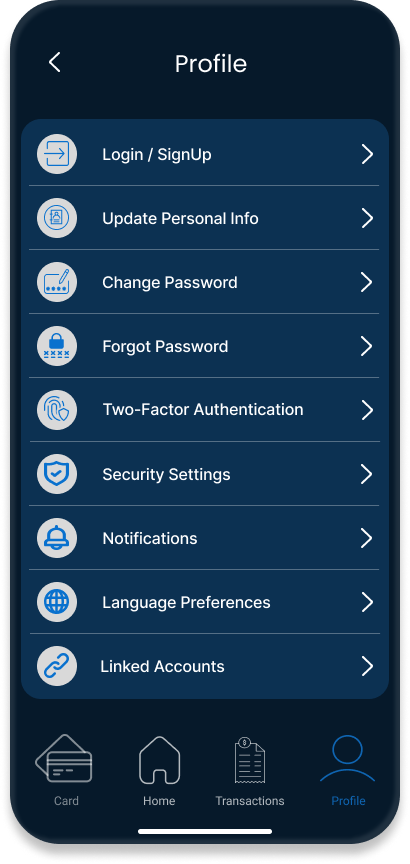 Profile
Login / SignUp
Update Personal Info
Change Password
Forgot Password
Two-Factor Authentication
Security Settings
Notifications
Language Preferences
Linked Accounts
Card
Home
Transactions
Profile